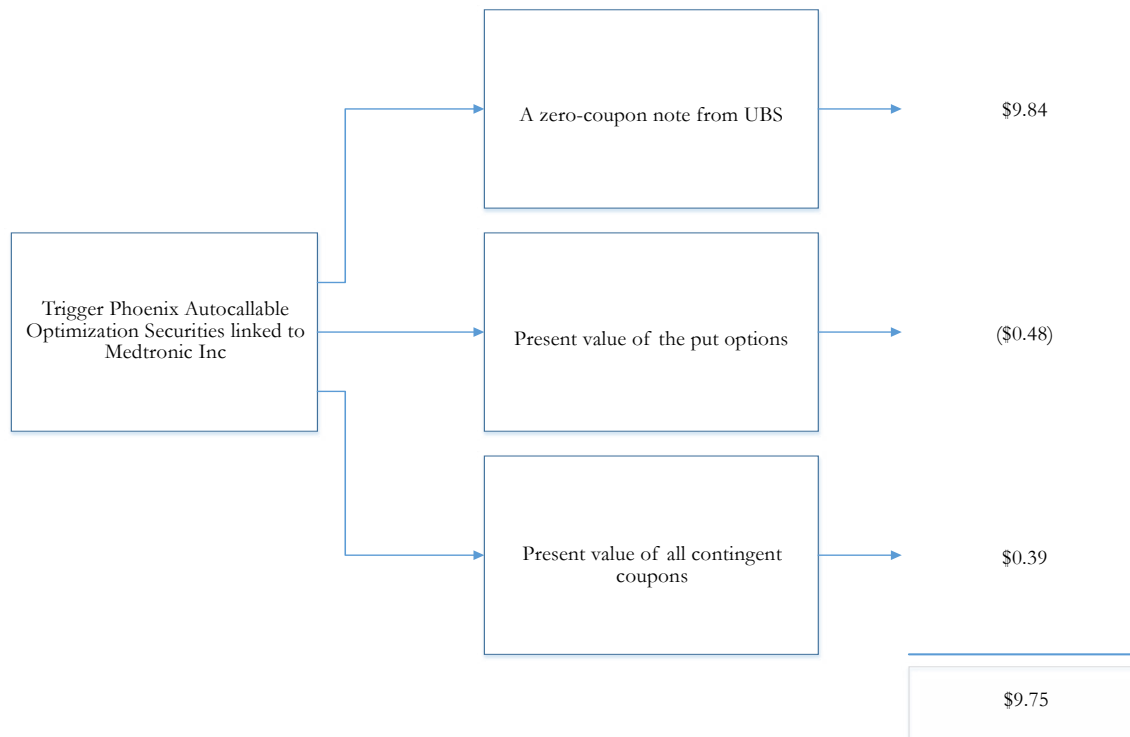 A zero-coupon note from UBS
$9.84
Trigger Phoenix Autocallable
Optimization Securities linked to
Medtronic Inc
Present value of the put options
($0.48)
Present value of all contingent
coupons
$0.39
$9.75